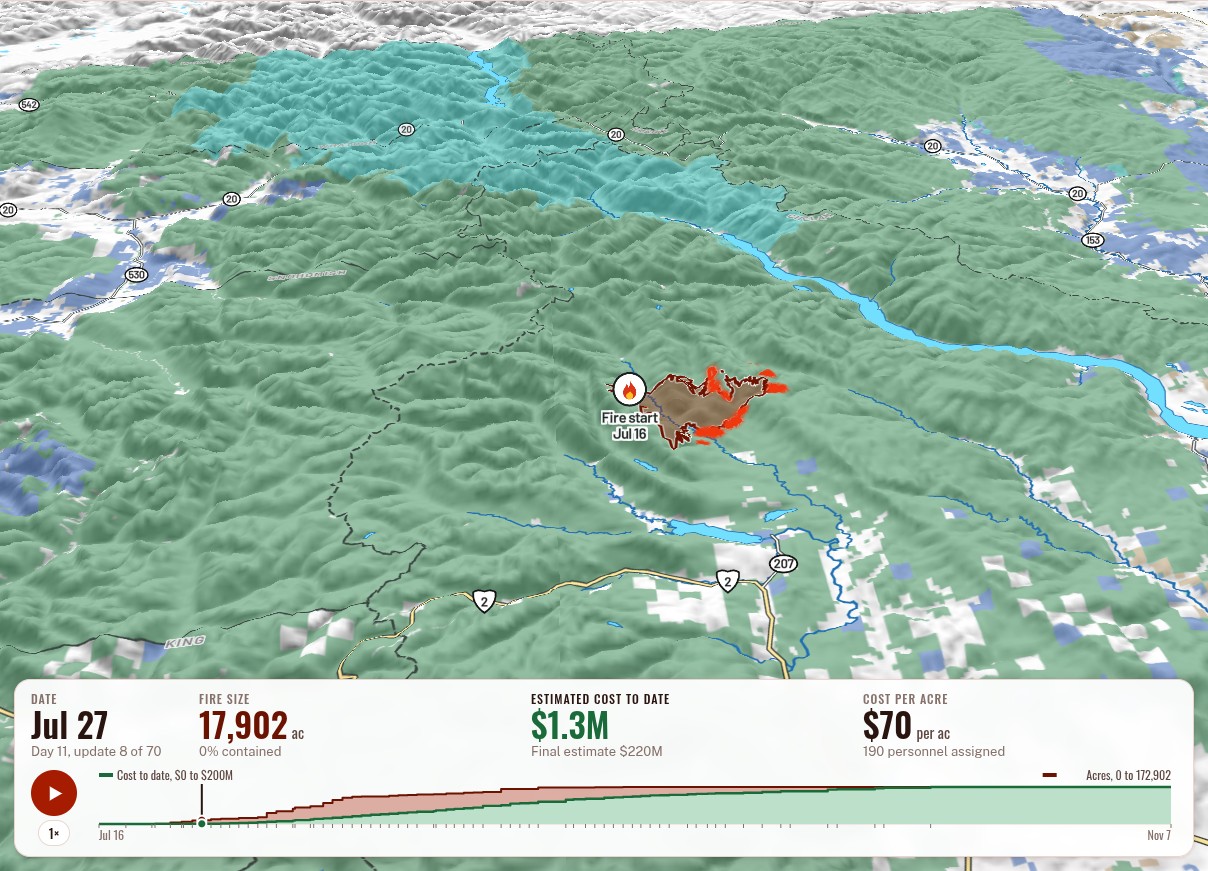 542
20
20
20
20
20
20
530
153
Fire start
Jul 16
207
2
2
KING
DATE
Jul 27
Day 11, update 8 of 70
FIRE SIZE
17,902 ac
0% contained
ESTIMATED COST TO DATE
$1.3M
Final estimate $220M
COST PER ACRE
$70 per ac
190 personnel assigned
Cost to date, $0 to $200M
Acres, 0 to 172,902
1×
Jul 16
Nov 7